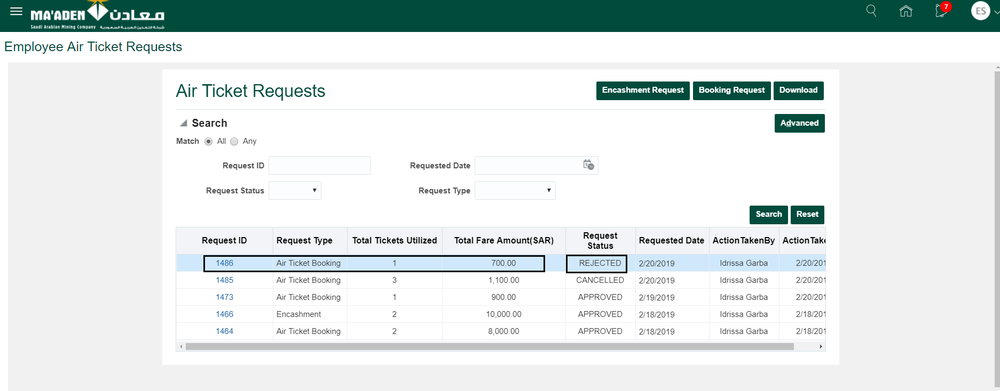 MA'ADEN معادن
Saudi Arabian Mining Company شركة التعدين العربية السعودية
7
ES
Employee Air Ticket Requests
Air Ticket Requests
Encashment Request Booking Request Download
Search
Advanced
Match All Any
Request ID Requested Date
Request Status Request Type
Search Reset
Request ID Request Type Total Tickets Utilized Total Fare Amount(SAR) Request Status Requested Date ActionTakenBy ActionTake
1486 Air Ticket Booking 1 700.00 REJECTED 2/20/2019 Idrissa Garba 2/20/201
1485 Air Ticket Booking 3 1,100.00 CANCELLED 2/20/2019 Idrissa Garba 2/20/201
1473 Air Ticket Booking 1 900.00 APPROVED 2/19/2019 Idrissa Garba 2/20/201
1466 Encashment 2 10,000.00 APPROVED 2/18/2019 Idrissa Garba 2/18/201
1464 Air Ticket Booking 2 8,000.00 APPROVED 2/18/2019 Idrissa Garba 2/18/201